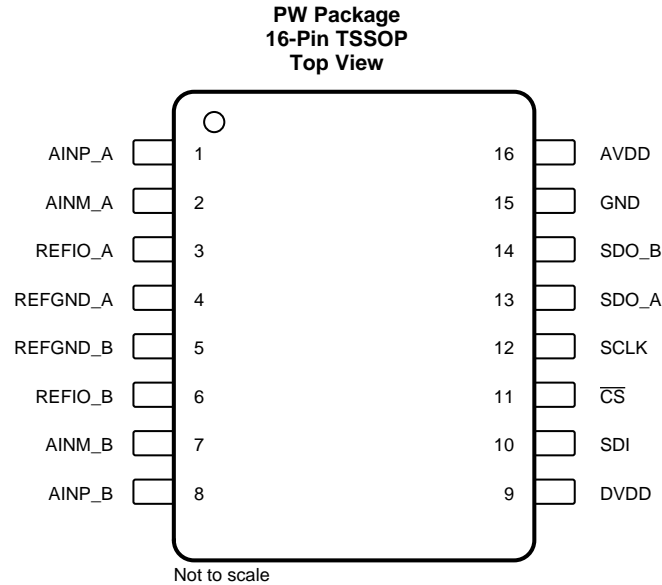 PW Package
16-Pin TSSOP
Top View
AINP_A 1 16 AVDD
AINM_A 2 15 GND
REFIO_A 3 14 SDO_B
REFGND_A 4 13 SDO_A
REFGND_B 5 12 SCLK
REFIO_B 6 11 C̅S̅
AINM_B 7 10 SDI
AINP_B 8 9 DVDD
Not to scale